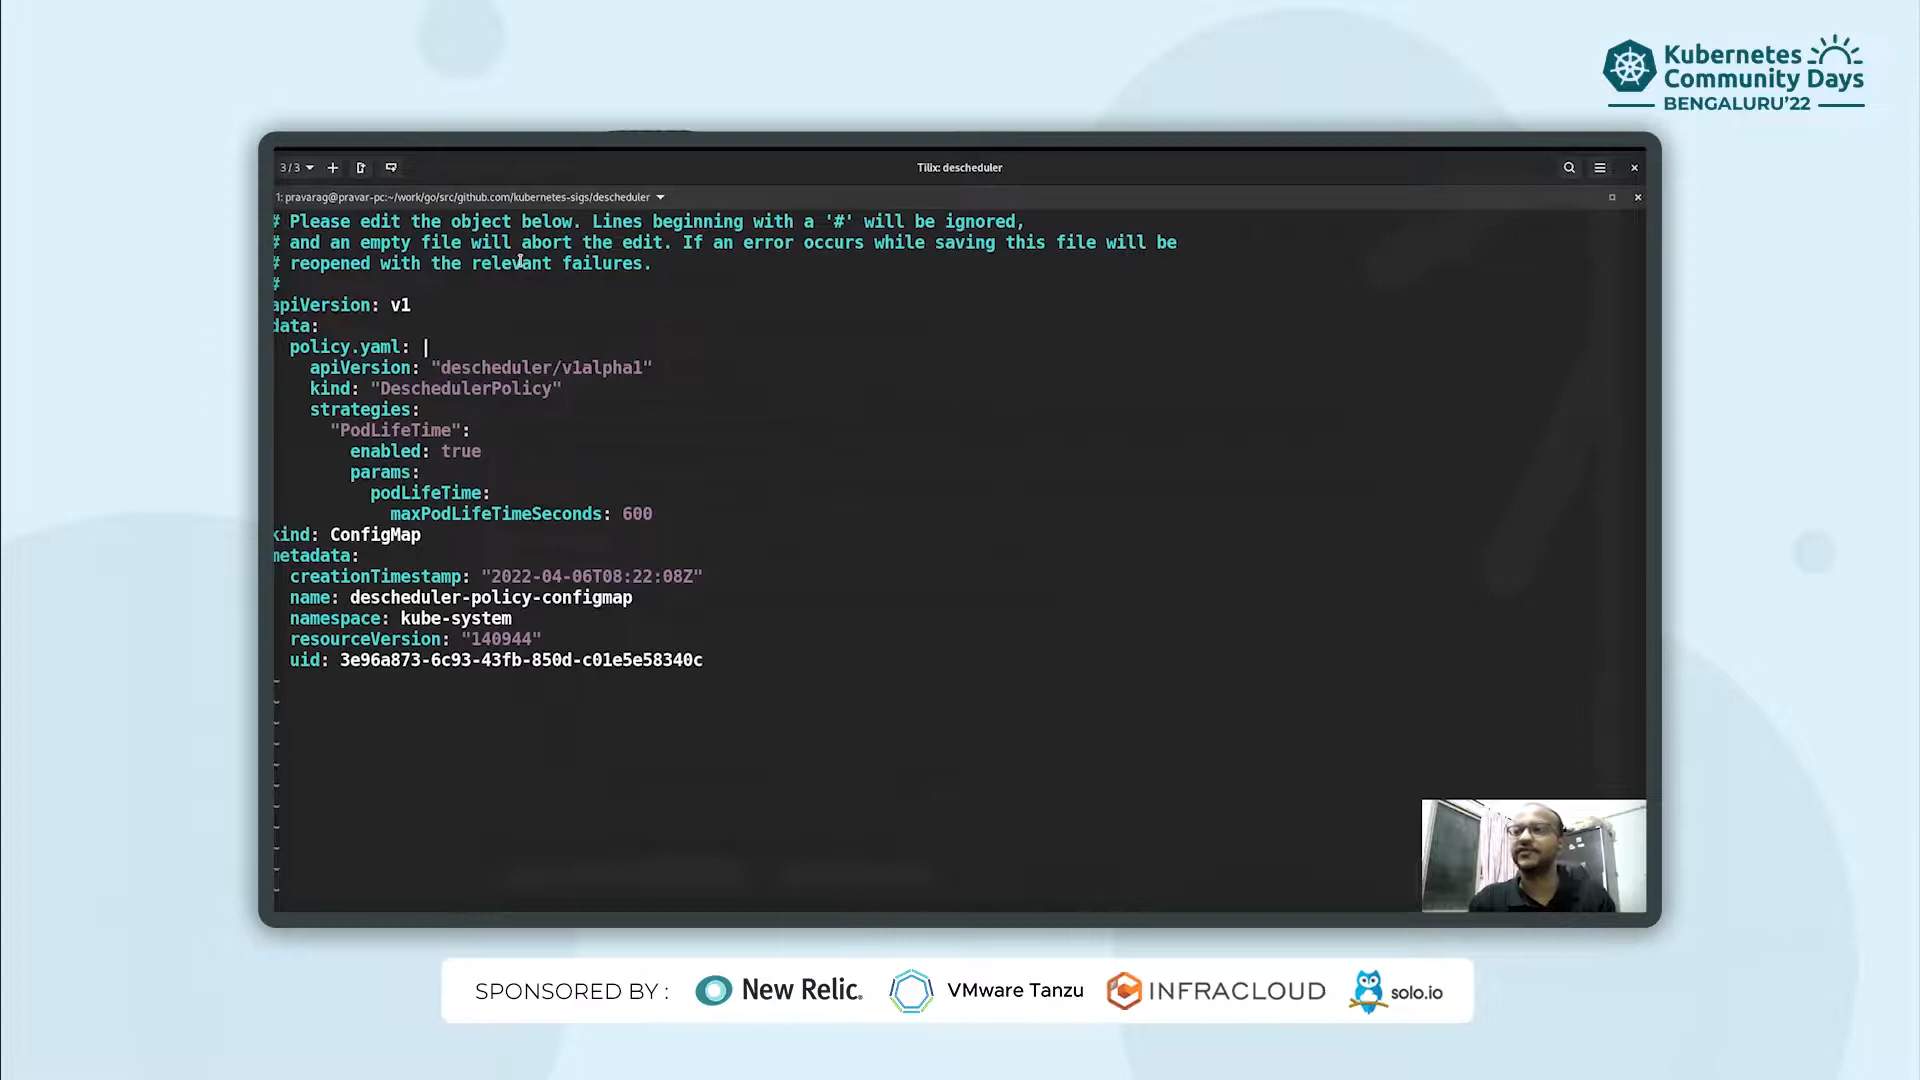 Kubernetes
Community Days
BENGALURU'22
3/3
Tilix: descheduler
1: pravarag@pravar-pc:~/work/go/src/github.com/kubernetes-sigs/descheduler
# Please edit the object below. Lines beginning with a '#' will be ignored,
# and an empty file will abort the edit. If an error occurs while saving this file will be
# reopened with the relevant failures.
#
apiVersion: v1
data:
  policy.yaml: |
    apiVersion: "descheduler/v1alpha1"
    kind: "DeschedulerPolicy"
    strategies:
      "PodLifeTime":
        enabled: true
        params:
          podLifeTime:
            maxPodLifeTimeSeconds: 600
kind: ConfigMap
metadata:
  creationTimestamp: "2022-04-06T08:22:08Z"
  name: descheduler-policy-configmap
  namespace: kube-system
  resourceVersion: "140944"
  uid: 3e96a873-6c93-43fb-850d-c01e5e58340c
SPONSORED BY : New Relic. VMware Tanzu INFRACLOUD solo.io